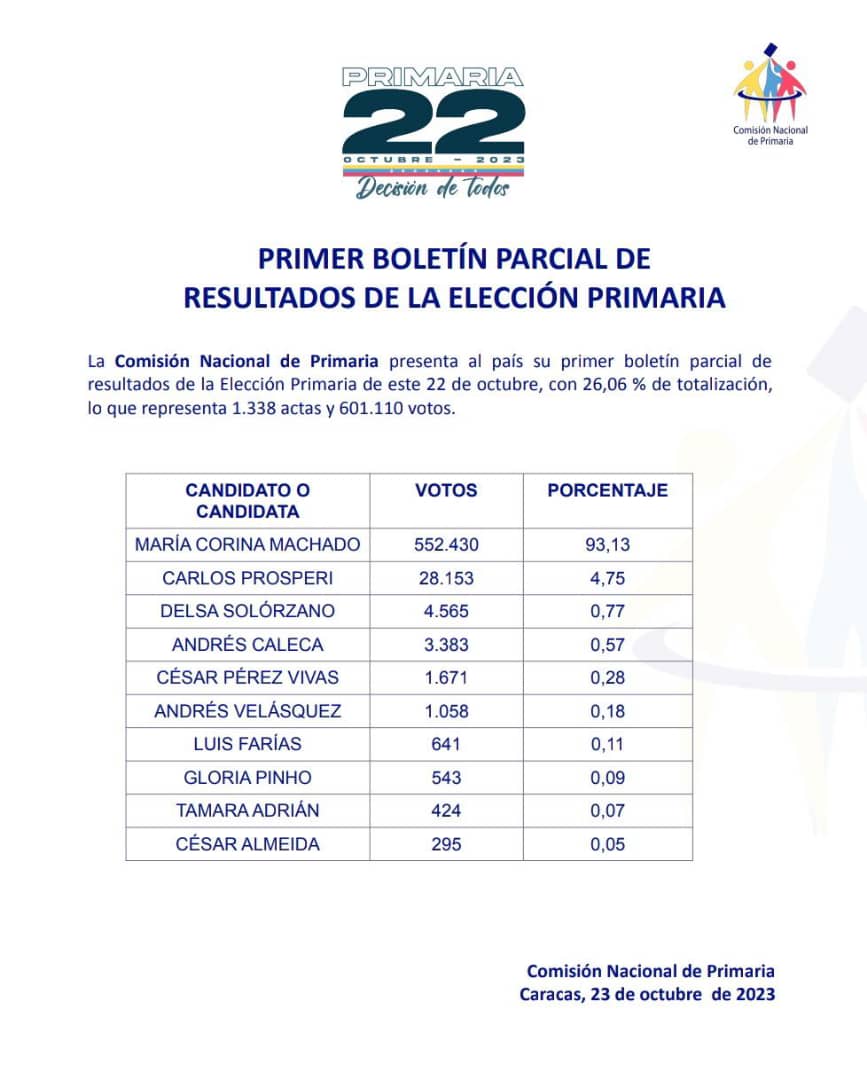 PRIMARIA
22
OCTUBRE - 2023
Decisión de Todos
Comisión Nacional
de Primaria
PRIMER BOLETÍN PARCIAL DE
RESULTADOS DE LA ELECCIÓN PRIMARIA
La Comisión Nacional de Primaria presenta al país su primer boletín parcial de
resultados de la Elección Primaria de este 22 de octubre, con 26,06 % de totalización,
lo que representa 1.338 actas y 601.110 votos.
CANDIDATO O
CANDIDATA
VOTOS
PORCENTAJE
MARÍA CORINA MACHADO 552.430 93,13
CARLOS PROSPERI 28.153 4,75
DELSA SOLÓRZANO 4.565 0,77
ANDRÉS CALECA 3.383 0,57
CÉSAR PÉREZ VIVAS 1.671 0,28
ANDRÉS VELÁSQUEZ 1.058 0,18
LUIS FARÍAS 641 0,11
GLORIA PINHO 543 0,09
TAMARA ADRIÁN 424 0,07
CÉSAR ALMEIDA 295 0,05
Comisión Nacional de Primaria
Caracas, 23 de octubre de 2023